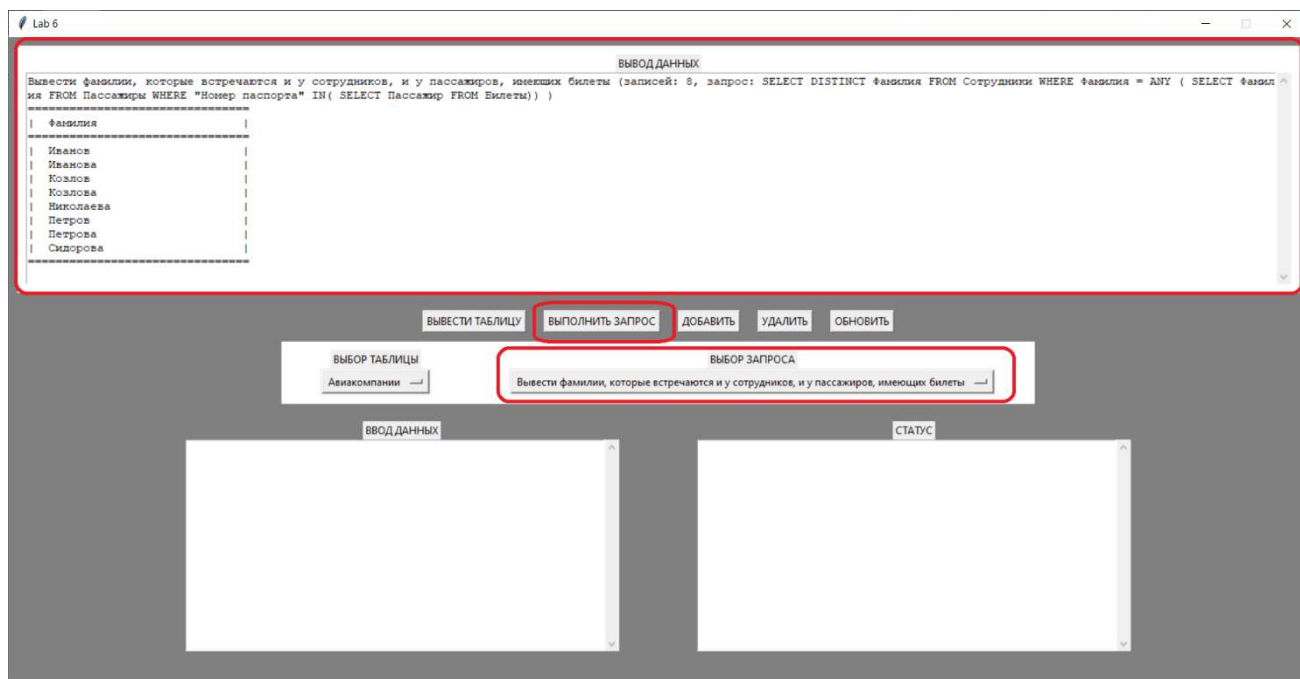 Lab 6
ВЫВОД ДАННЫХ
Вывести фамилии, которые встречаются и у сотрудников, и у пассажиров, имеющих билеты (записей: 8, запрос: SELECT DISTINCT Фамилия FROM Сотрудники WHERE Фамилия = ANY ( SELECT Фамил
ия FROM Пассажиры WHERE "Номер паспорта" IN( SELECT Пассажир FROM Билеты)) )
================================
| Фамилия |
================================
| Иванов |
| Иванова |
| Козлов |
| Козлова |
| Николаева |
| Петров |
| Петрова |
| Сидорова |
================================
ВЫВЕСТИ ТАБЛИЦУ ВЫПОЛНИТЬ ЗАПРОС ДОБАВИТЬ УДАЛИТЬ ОБНОВИТЬ
ВЫБОР ТАБЛИЦЫ ВЫБОР ЗАПРОСА
Авиакомпании Вывести фамилии, которые встречаются и у сотрудников, и у пассажиров, имеющих билеты
ВВОД ДАННЫХ СТАТУС